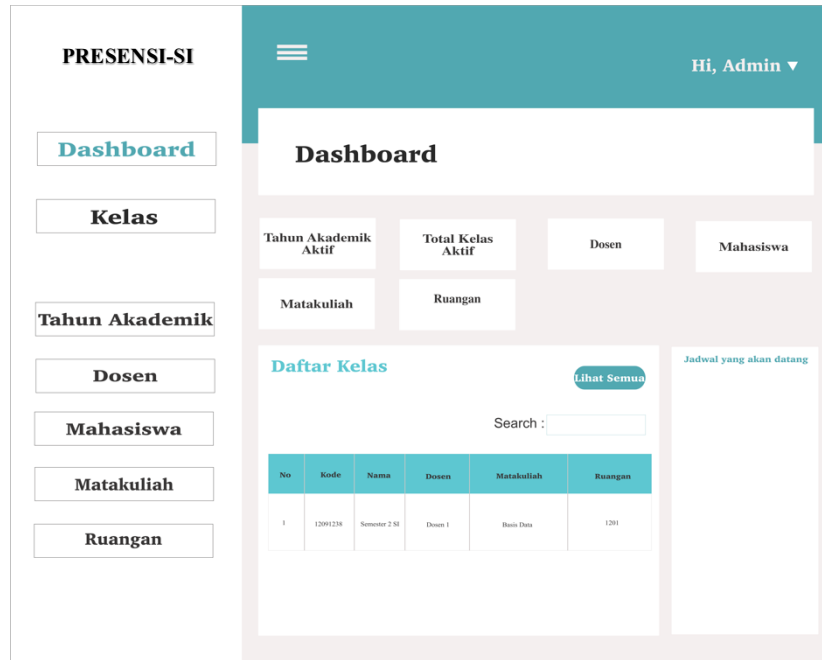 PRESENSI-SI
Hi, Admin ▼
Dashboard
Kelas
Tahun Akademik
Dosen
Mahasiswa
Matakuliah
Ruangan
Dashboard
Tahun Akademik
Aktif
Total Kelas
Aktif
Dosen
Mahasiswa
Matakuliah
Ruangan
Daftar Kelas
Lihat Semua
Search :
No Kode Nama Dosen Matakuliah Ruangan
1 12091238 Semester 2 SI Dosen 1 Basis Data 1201
Jadwal yang akan datang